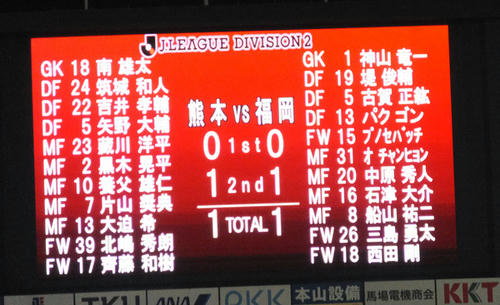 J.LEAGUE DIVISION 2
GK 18 南 雄太
DF 24 筑城 和人
DF 22 吉井 孝輔
DF 5 矢野 大輔
MF 23 藏川 洋平
MF 2 黒木 晃平
MF 10 養父 雄仁
MF 7 片山 奨典
MF 13 大迫 希
FW 39 北嶋 秀朗
FW 17 齊藤 和樹
熊本 vs 福岡
0 1st 0
1 2nd 1
1 TOTAL 1
GK 1 神山 竜一
DF 19 堤 俊輔
DF 5 古賀 正紘
DF 13 パク ゴン
FW 15 プノセバッチ
MF 31 オ チャンヒョン
MF 20 中原 秀人
MF 16 石津 大介
MF 8 船山 祐二
FW 26 三島 勇太
FW 18 西田 剛
TKU ANA 本山設備 馬場電機商会 KKT